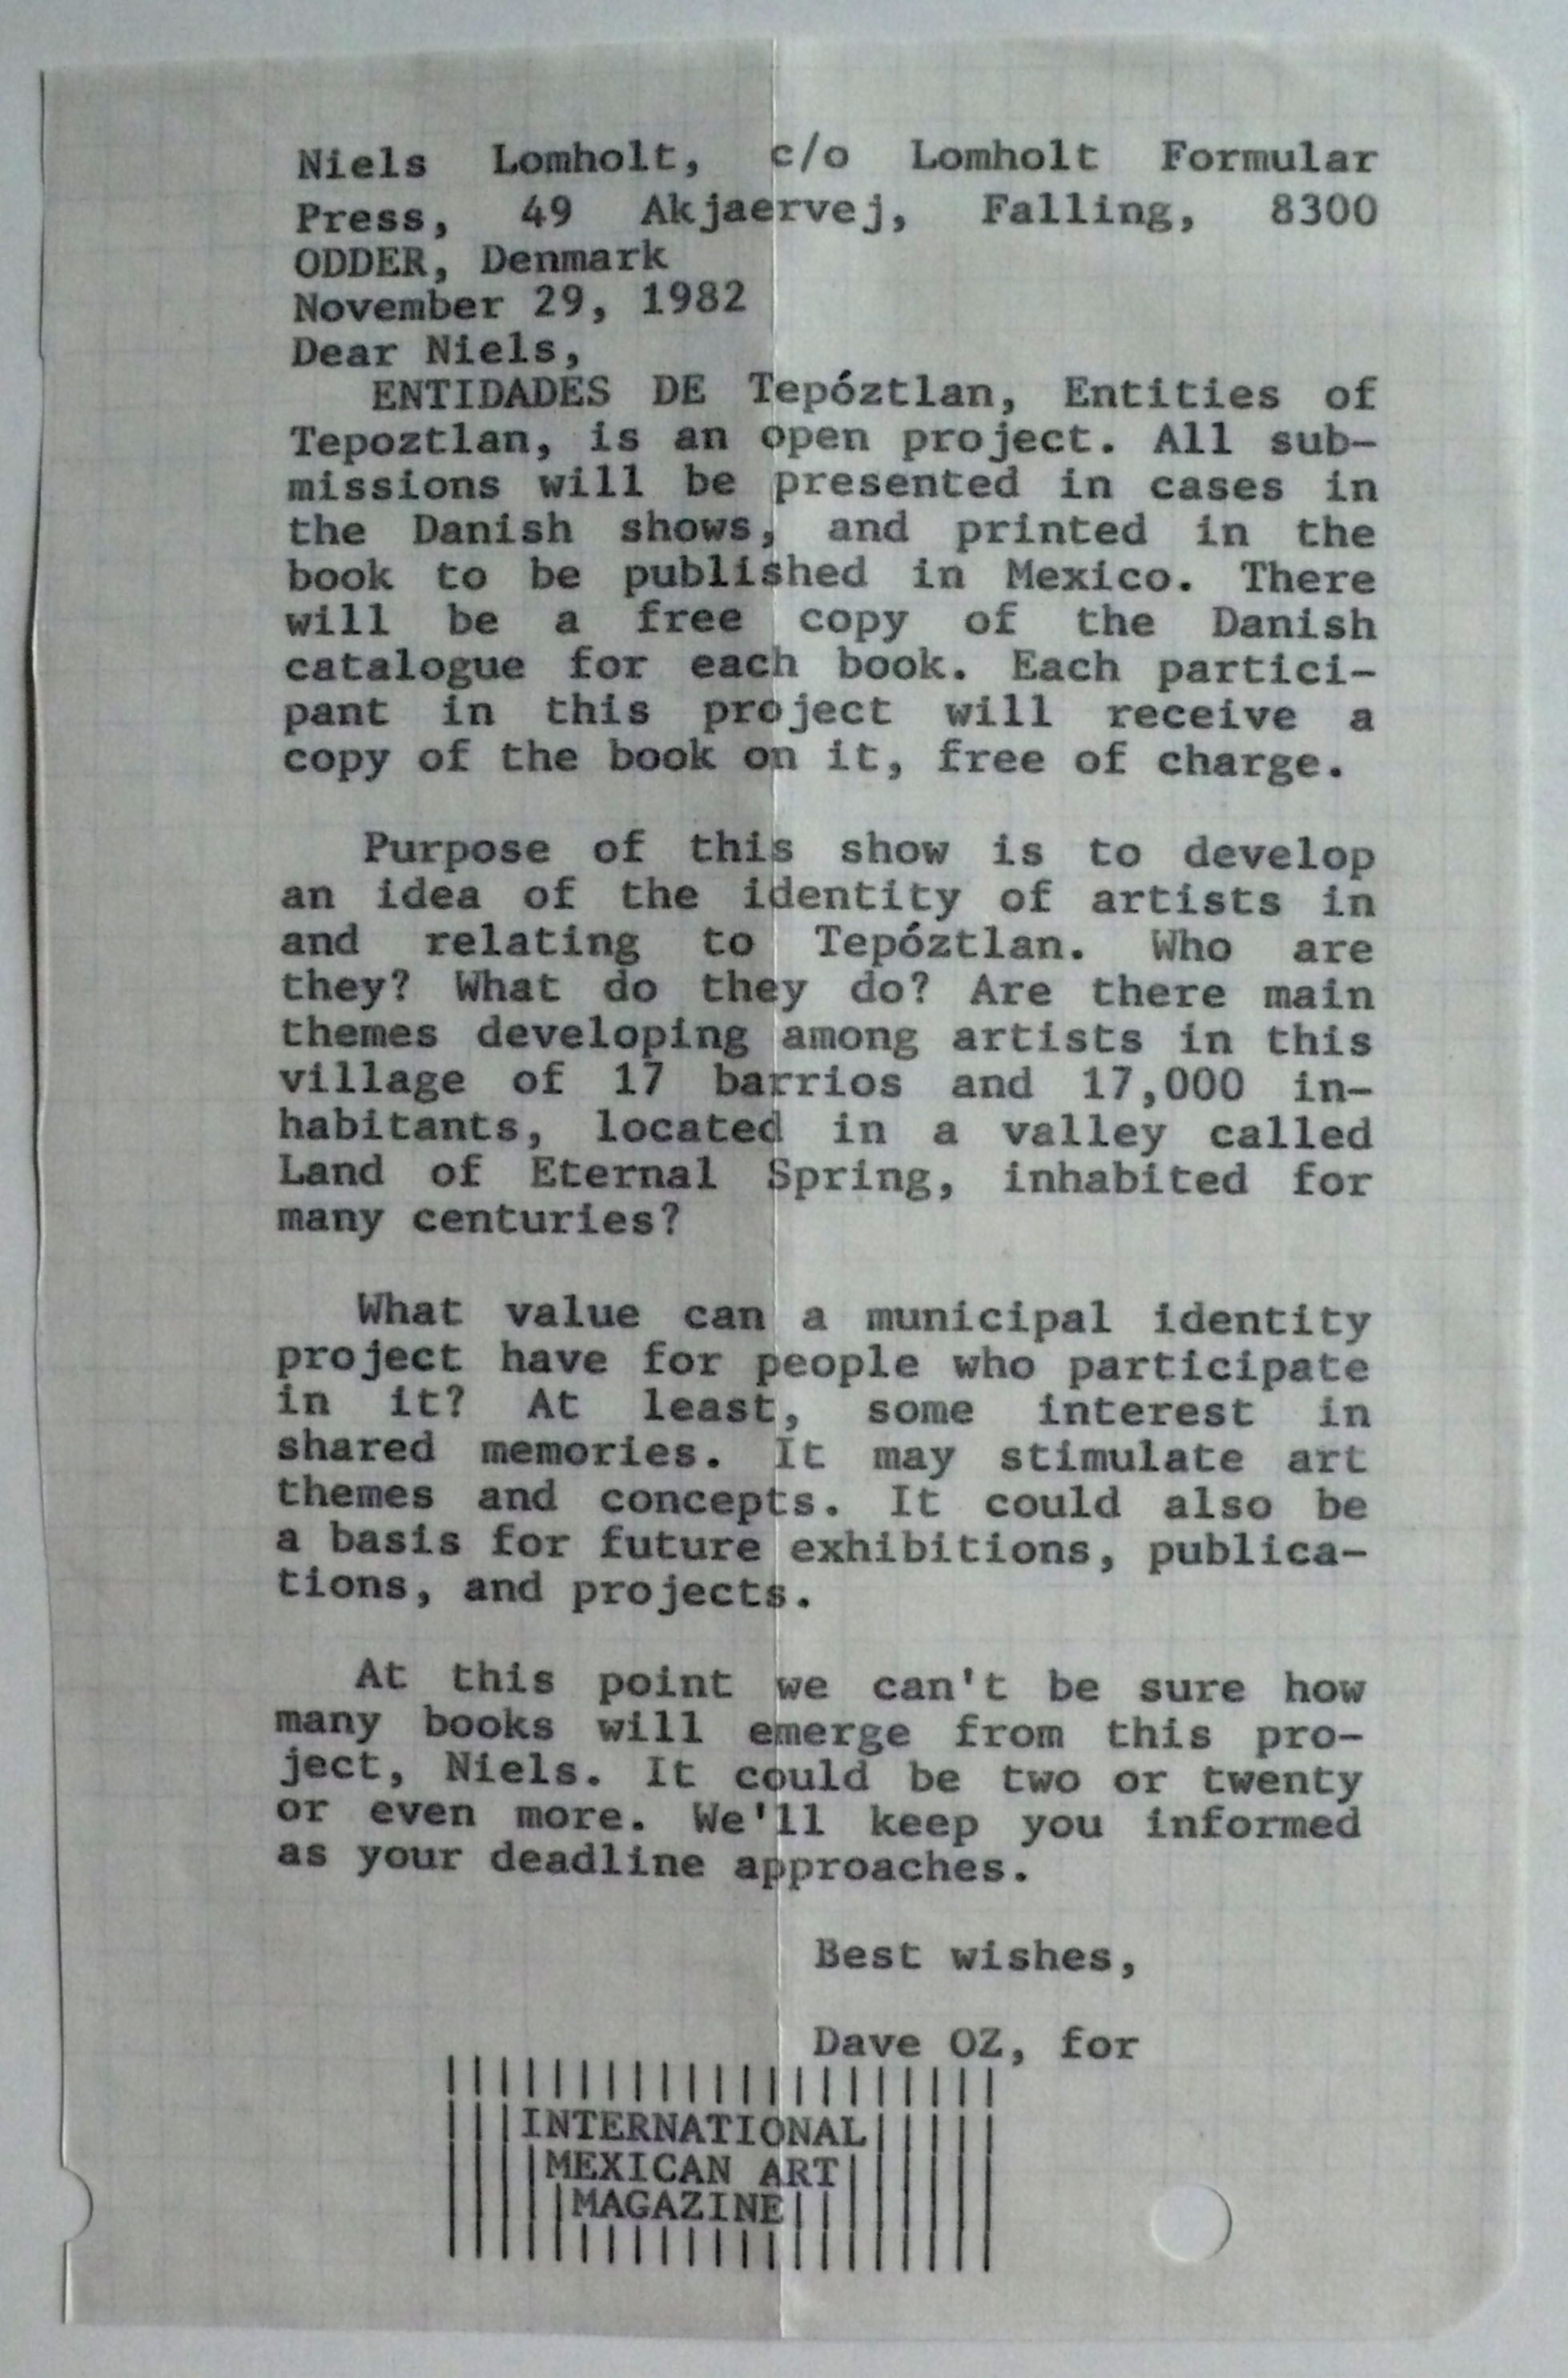 Niels Lomholt, c/o Lomholt Formular
Press, 49 Akjaervej, Falling, 8300
ODDER, Denmark
November 29, 1982
Dear Niels,
ENTIDADES DE Tepóztlan, Entities of
Tepoztlan, is an open project. All sub-
missions will be presented in cases in
the Danish shows, and printed in the
book to be published in Mexico. There
will be a free copy of the Danish
catalogue for each book. Each partici-
pant in this project will receive a
copy of the book on it, free of charge.
Purpose of this show is to develop
an idea of the identity of artists in
and relating to Tepóztlan. Who are
they? What do they do? Are there main
themes developing among artists in this
village of 17 barrios and 17,000 in-
habitants, located in a valley called
Land of Eternal Spring, inhabited for
many centuries?
What value can a municipal identity
project have for people who participate
in it? At least, some interest in
shared memories. It may stimulate art
themes and concepts. It could also be
a basis for future exhibitions, publica-
tions, and projects.
At this point we can't be sure how
many books will emerge from this pro-
ject, Niels. It could be two or twenty
or even more. We'll keep you informed
as your deadline approaches.
Best wishes,
Dave OZ, for
INTERNATIONAL
MEXICAN ART
MAGAZINE